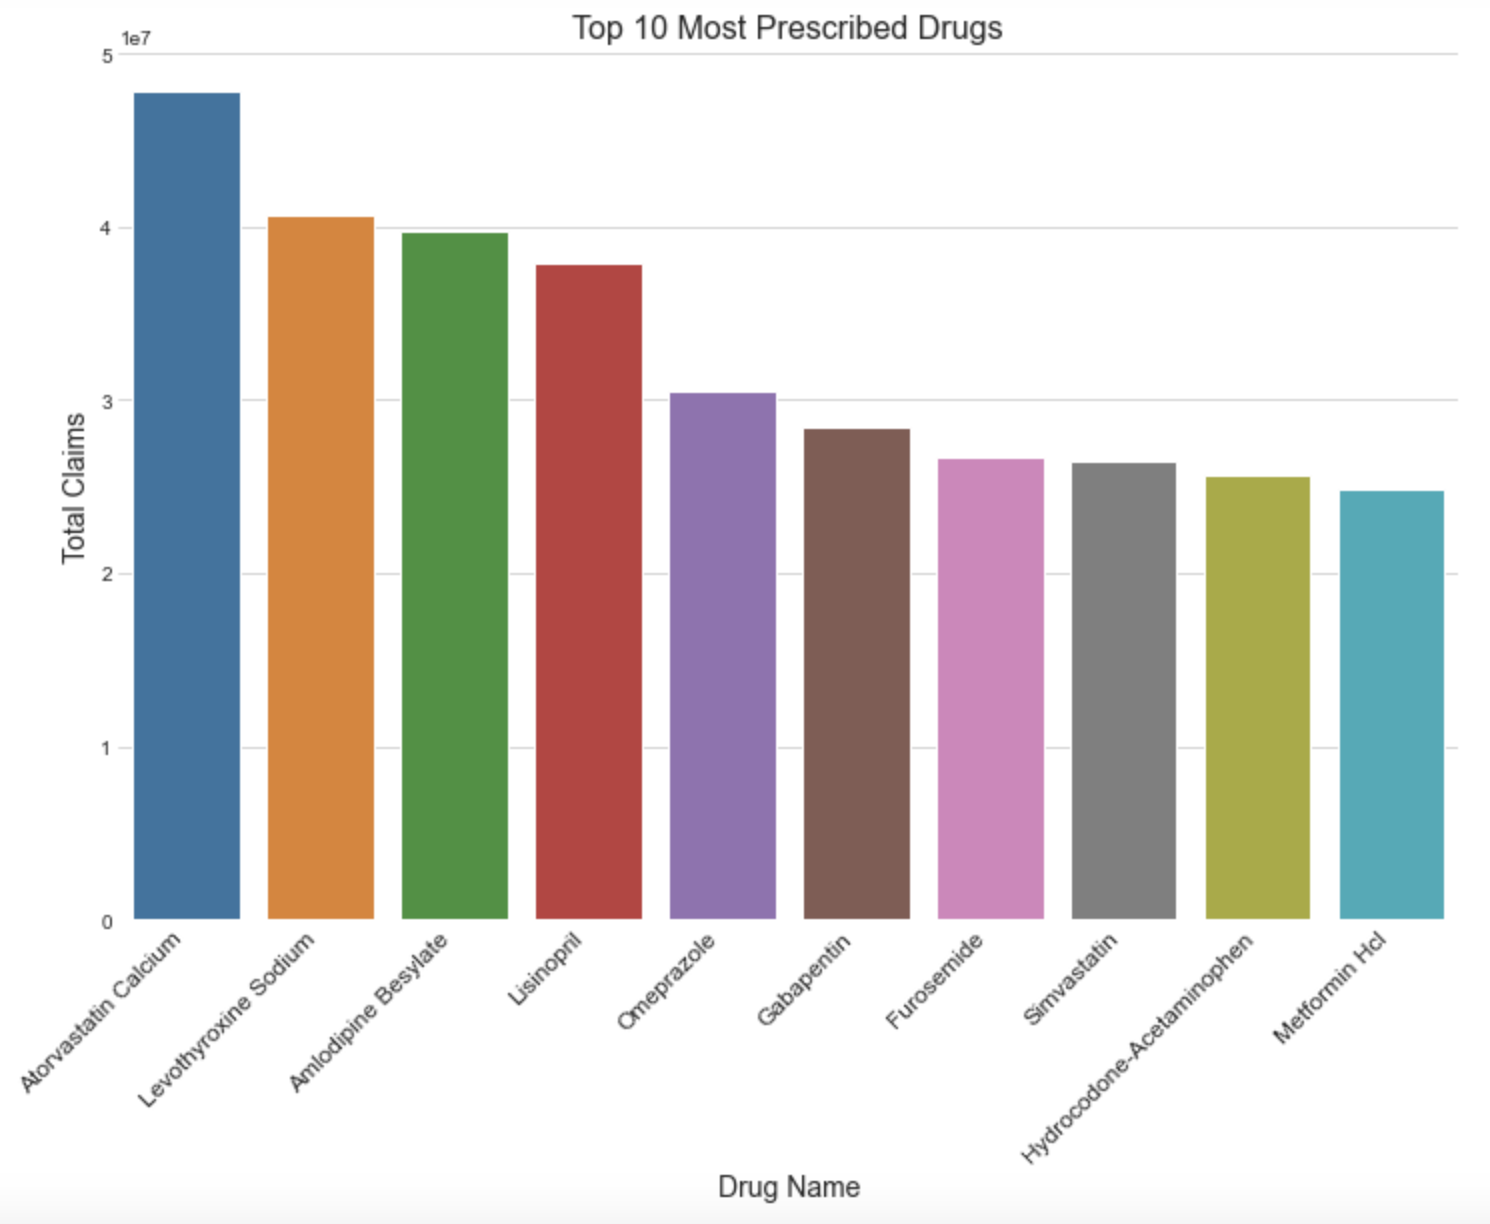 Top 10 Most Prescribed Drugs
1e7
5
4
3
2
1
0
Total Claims
Atorvastatin Calcium
Levothyroxine Sodium
Amlodipine Besylate
Lisinopril
Omeprazole
Gabapentin
Furosemide
Simvastatin
Hydrocodone-Acetaminophen
Metformin Hcl
Drug Name